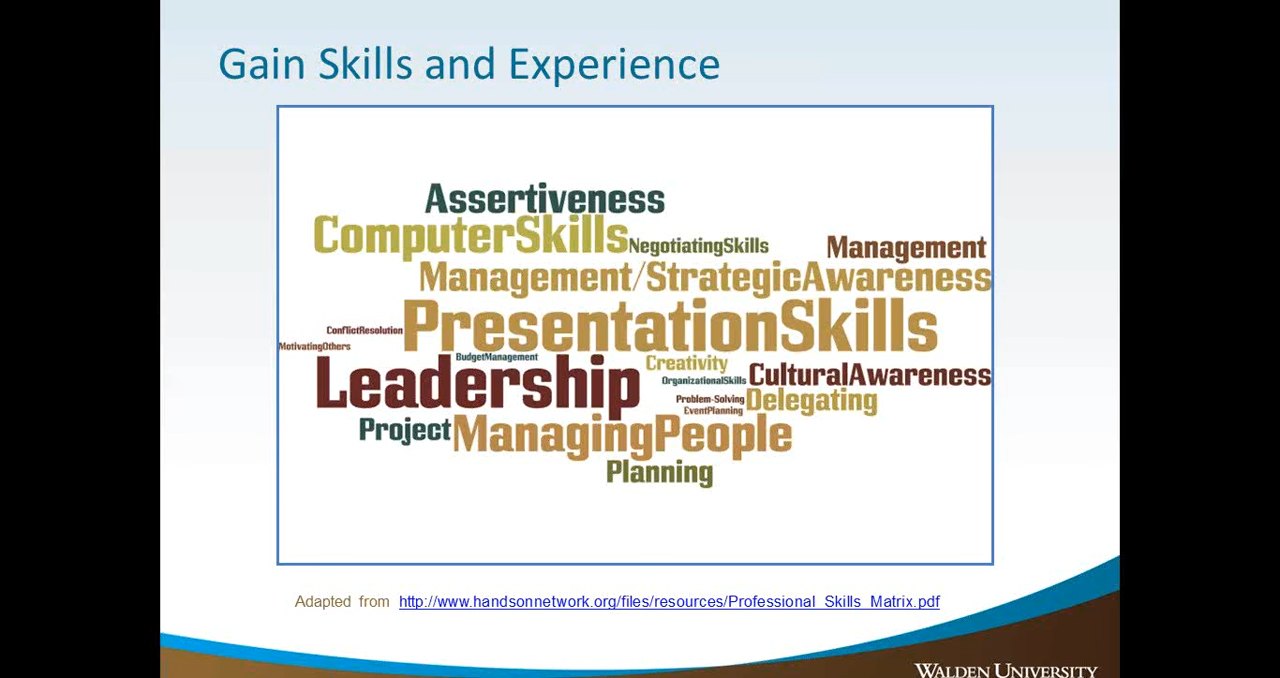 Gain Skills and Experience
Assertiveness
ComputerSkills
NegotiatingSkills
Management
Management/StrategicAwareness
PresentationSkills
ConflictResolution
MotivatingOthers
BudgetManagement
Leadership
Creativity
OrganizationalSkills
CulturalAwareness
Problem-Solving
EventPlanning
Delegating
Project
ManagingPeople
Planning
Adapted from http://www.handsonnetwork.org/files/resources/Professional_Skills_Matrix.pdf
WALDEN UNIVERSITY